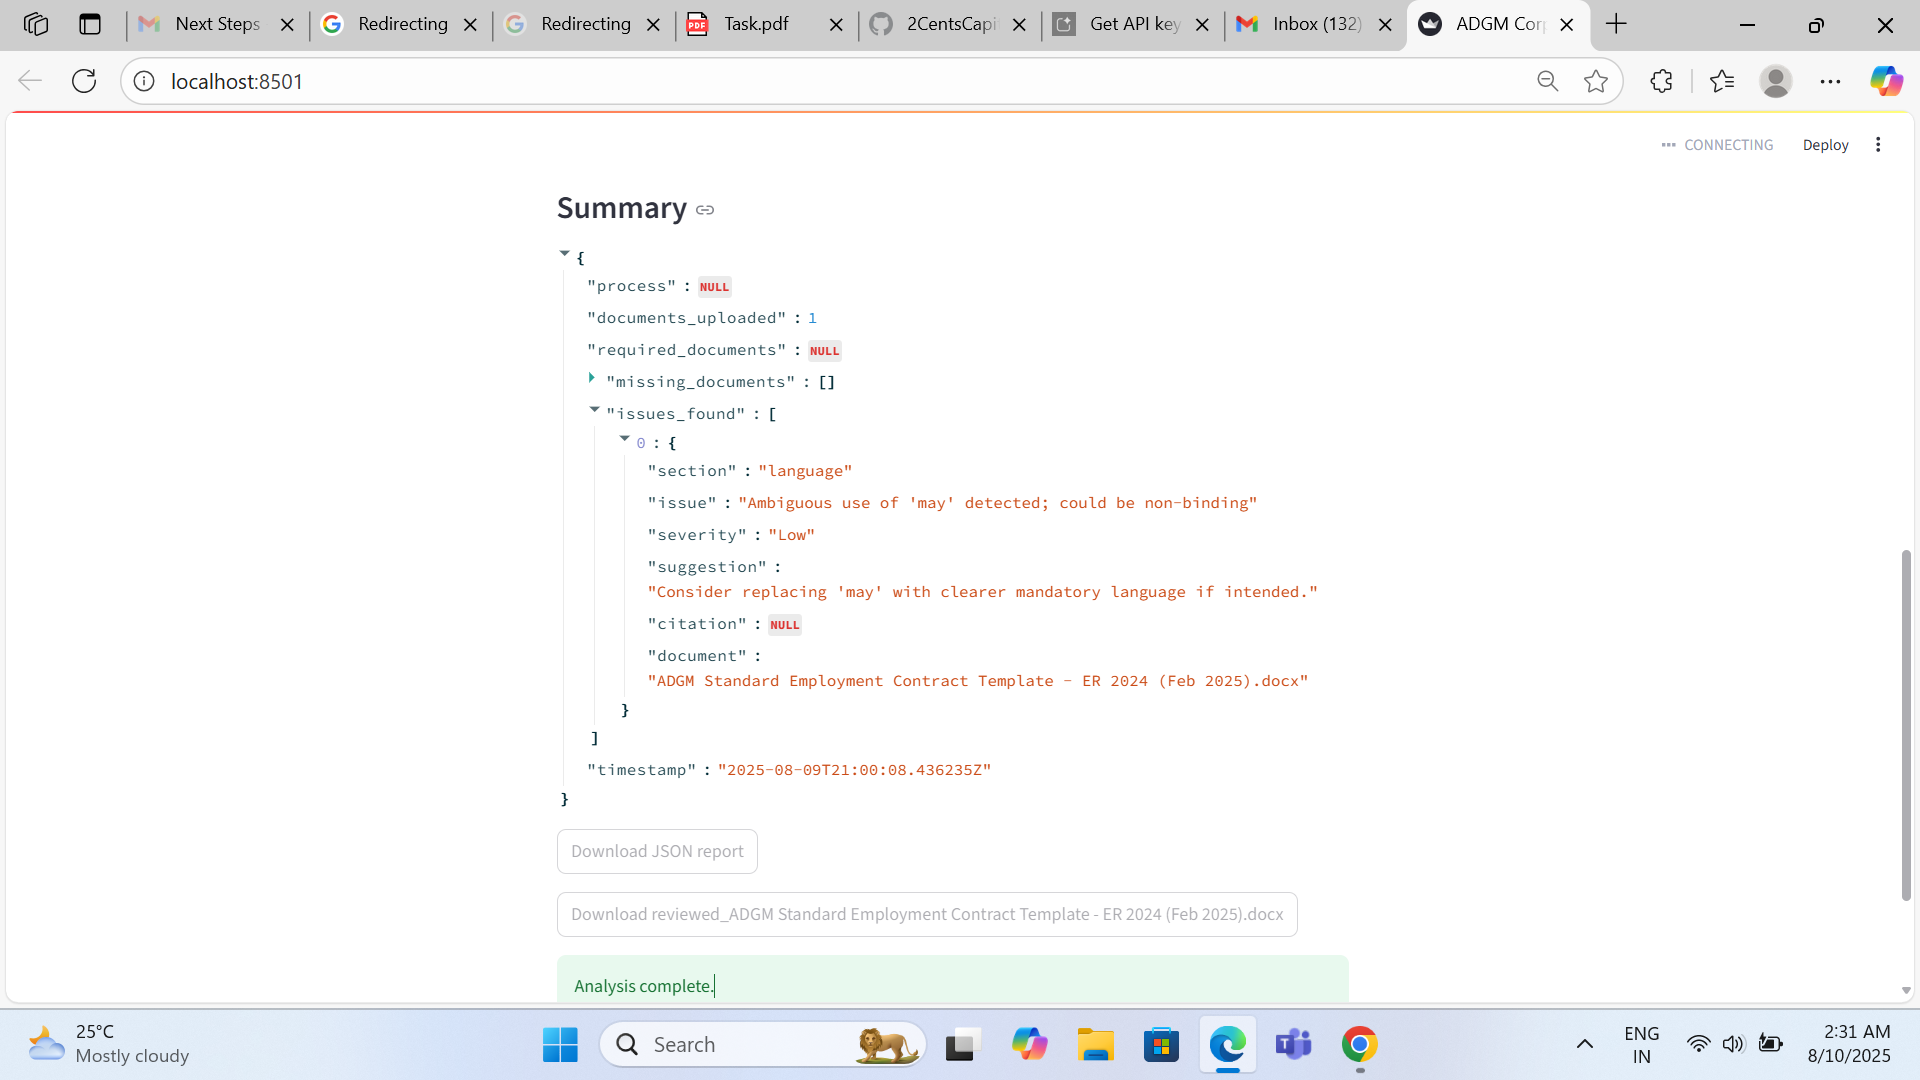 Next Steps
Redirecting
Redirecting
PDF
Task.pdf
2CentsCapi
Get API key
Inbox (132)
ADGM Corp
localhost:8501
CONNECTING
Deploy
Summary
{
"process" : NULL
"documents_uploaded" : 1
"required_documents" : NULL
"missing_documents" : []
"issues_found" : [
0 : {
"section" : "language"
"issue" : "Ambiguous use of 'may' detected; could be non-binding"
"severity" : "Low"
"suggestion" :
"Consider replacing 'may' with clearer mandatory language if intended."
"citation" : NULL
"document" :
"ADGM Standard Employment Contract Template - ER 2024 (Feb 2025).docx"
}
]
"timestamp" : "2025-08-09T21:00:08.436235Z"
}
Download JSON report
Download reviewed_ADGM Standard Employment Contract Template - ER 2024 (Feb 2025).docx
Analysis complete.
25°C
Mostly cloudy
Search
ENG
IN
2:31 AM
8/10/2025